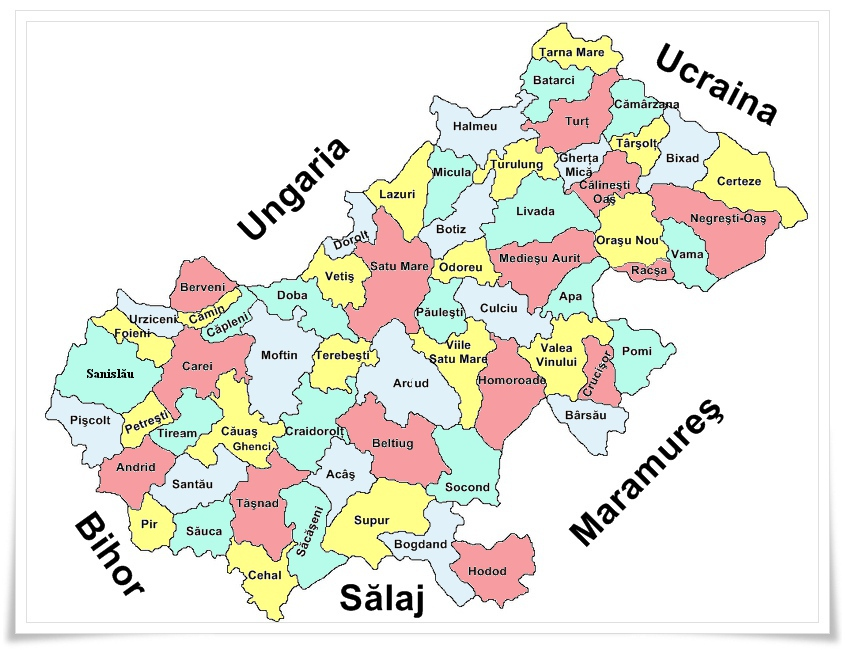 Tarna Mare
Ucraina
Batarci
Cămârzana
Turț
Halmeu
Târșolț
Bixad
Gherța
Mică
Turulung
Micula
Certeze
Călinești
Oaș
Lazuri
Livada
Negrești-Oaș
Ungaria
Botiz
Dorolț
Orașu Nou
Vama
Medieșu Aurit
Satu Mare
Odoreu
Racșa
Vetiș
Berveni
Doba
Apa
Culciu
Păulești
Urziceni
Cămin
Căpleni
Foieni
Viile
Satu Mare
Valea
Vinului
Pomi
Moftin
Terebești
Carei
Sanislău
Homoroade
Crucișor
Ardud
Bârsău
Pișcolt
Petrești
Tiream
Căuaș
Ghenci
Craidorolț
Beltiug
Maramureș
Andrid
Santău
Acâș
Socond
Tășnad
Pir
Săuca
Săcășeni
Supur
Bogdand
Bihor
Cehal
Hodod
Sălaj